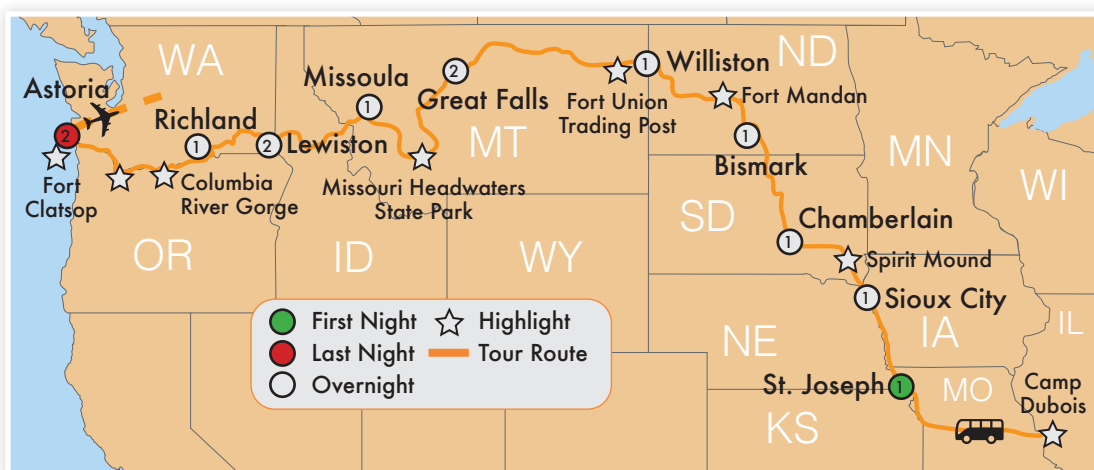 WA
ND
MN
WI
MT
OR
ID
WY
SD
NE
IA
IL
KS
MO
Astoria
2
Fort
Clatsop
Columbia
River Gorge
Richland
1
2
Lewiston
Missoula
1
Missouri Headwaters
State Park
2
Great Falls
Fort Union
Trading Post
1
Williston
Fort Mandan
1
Bismark
Chamberlain
1
Spirit Mound
1
Sioux City
St. Joseph
1
Camp
Dubois
First Night
Highlight
Last Night
Tour Route
Overnight